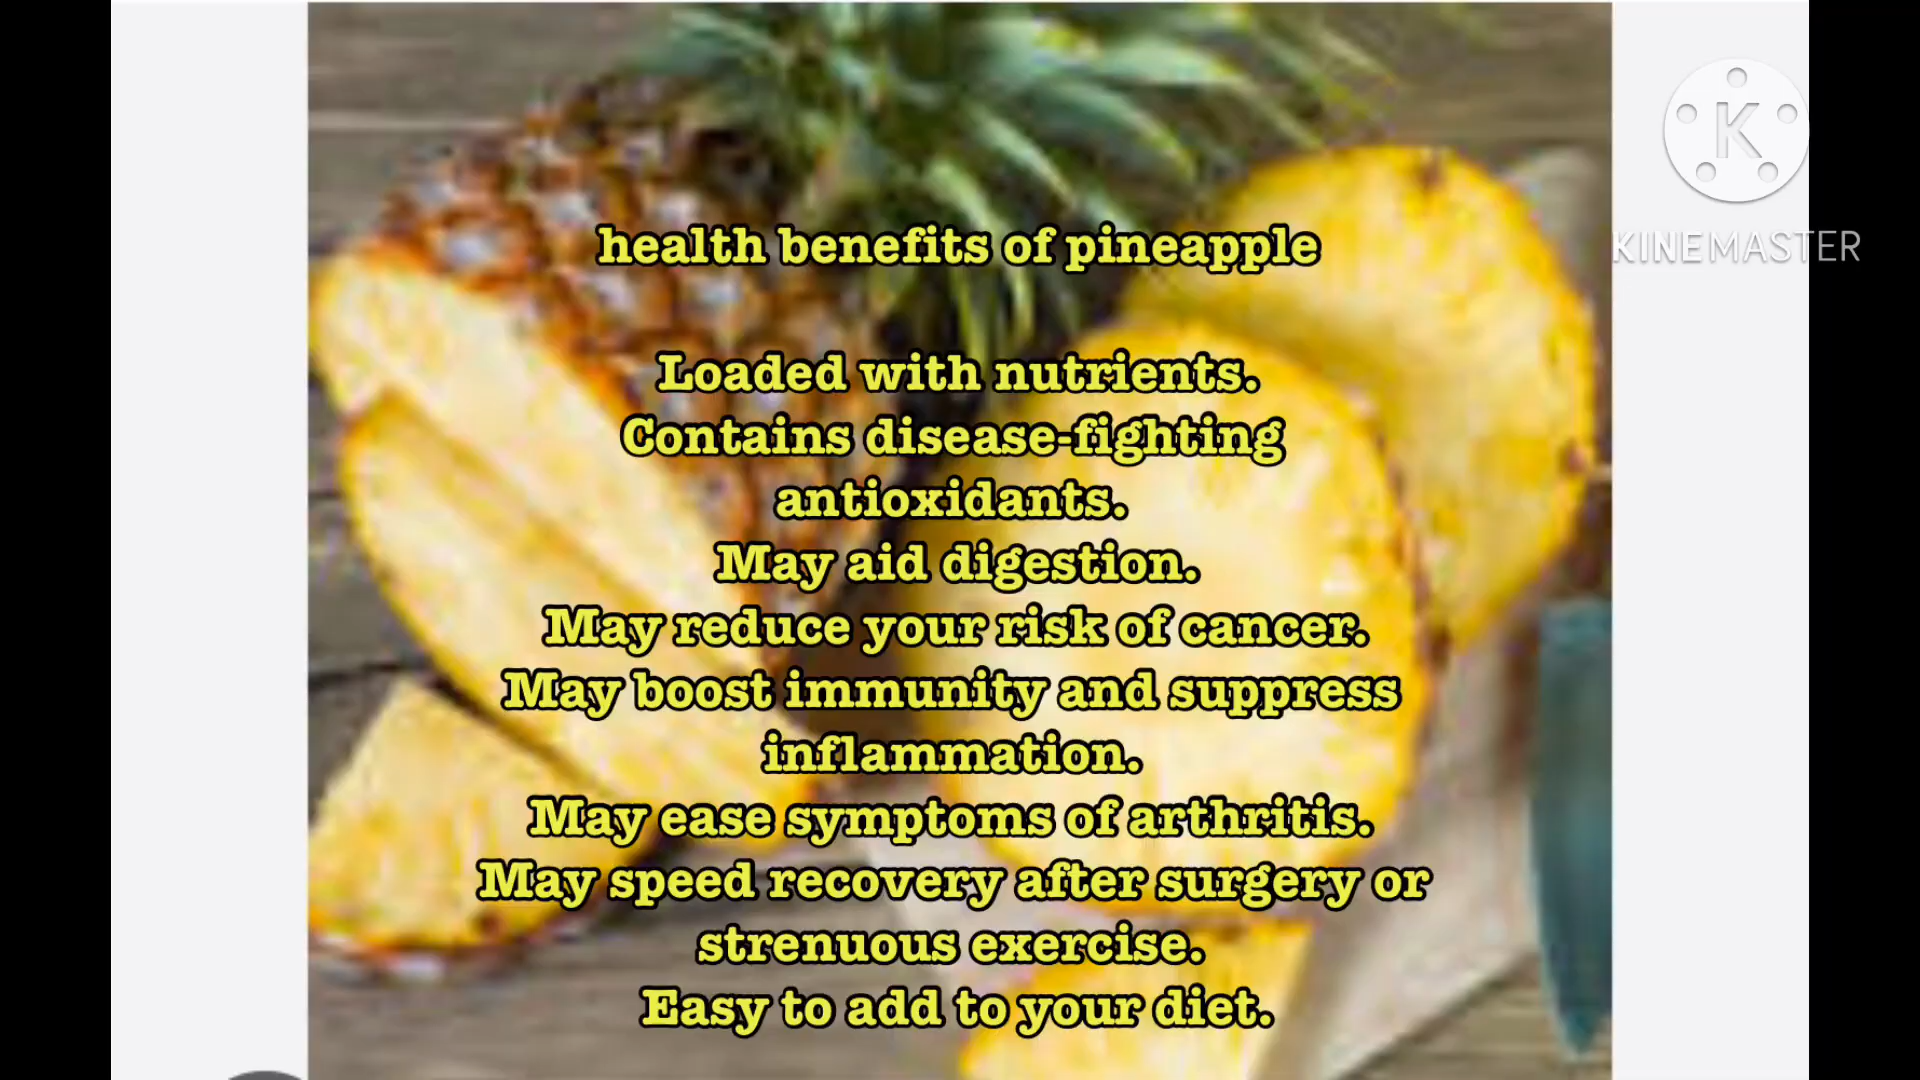 K
KINEMASTER
health benefits of pineapple
Loaded with nutrients.
Contains disease-fighting
antioxidants.
May aid digestion.
May reduce your risk of cancer.
May boost immunity and suppress
inflammation.
May ease symptoms of arthritis.
May speed recovery after surgery or
strenuous exercise.
Easy to add to your diet.